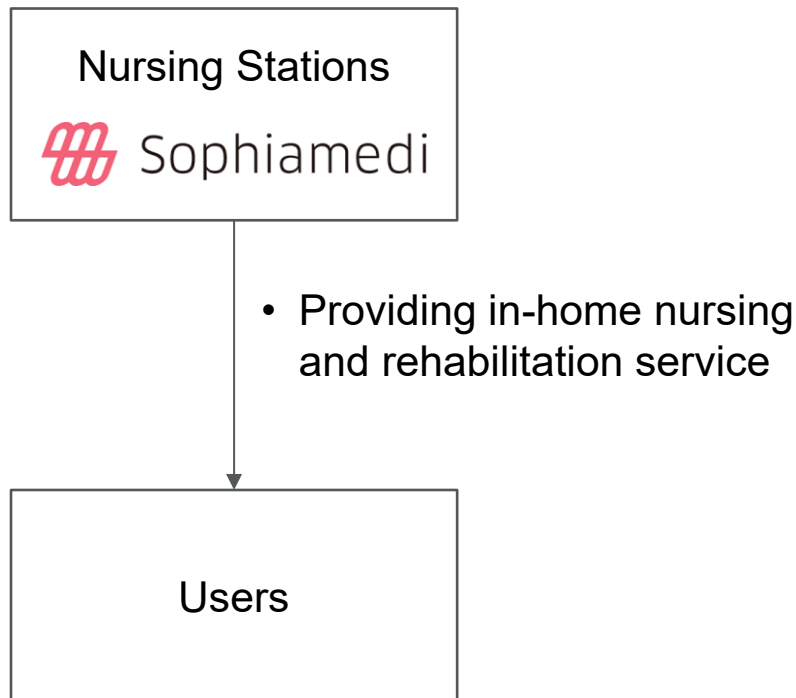 Nursing Stations
Sophiamedi
• Providing in-home nursing
and rehabilitation service
Users